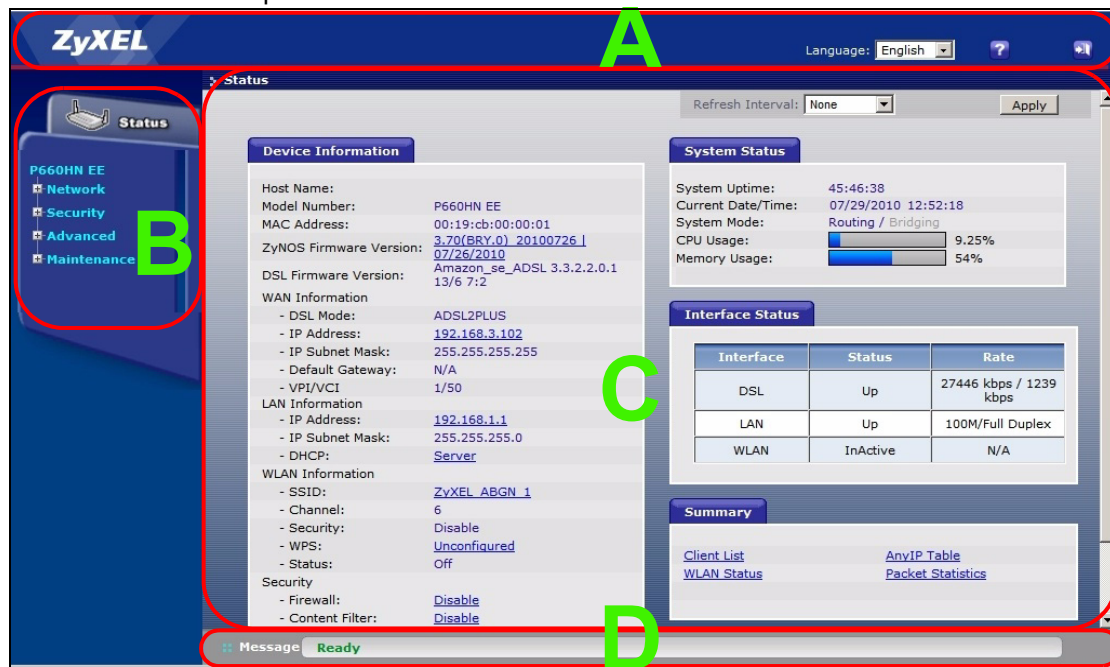 ZyXEL
A
Language: English
?
Status
Refresh Interval: None Apply
Status
P660HN EE
Network
Security
Advanced
Maintenance
B
Device Information
Host Name:
Model Number: P660HN EE
MAC Address: 00:19:cb:00:00:01
ZyNOS Firmware Version: 3.70(BRY.0)_20100726 |
07/26/2010
DSL Firmware Version: Amazon_se_ADSL 3.3.2.2.0.1
13/6 7:2
WAN Information
- DSL Mode: ADSL2PLUS
- IP Address: 192.168.3.102
- IP Subnet Mask: 255.255.255.255
- Default Gateway: N/A
- VPI/VCI 1/50
LAN Information
- IP Address: 192.168.1.1
- IP Subnet Mask: 255.255.255.0
- DHCP: Server
WLAN Information
- SSID: ZyXEL_ABGN_1
- Channel: 6
- Security: Disable
- WPS: Unconfigured
- Status: Off
Security
- Firewall: Disable
- Content Filter: Disable
C
System Status
System Uptime: 45:46:38
Current Date/Time: 07/29/2010 12:52:18
System Mode: Routing / Bridging
CPU Usage: 9.25%
Memory Usage: 54%
Interface Status
Interface Status Rate
DSL Up 27446 kbps / 1239
kbps
LAN Up 100M/Full Duplex
WLAN InActive N/A
Summary
Client List AnyIP Table
WLAN Status Packet Statistics
D
Message Ready